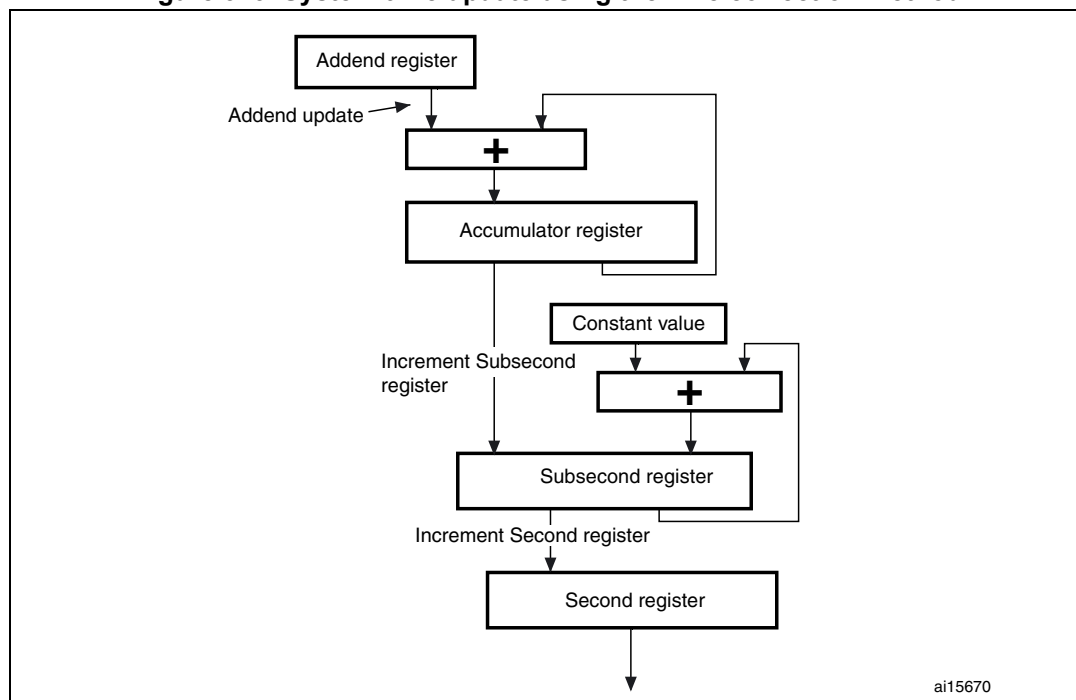 Addend register
Addend update
+
Accumulator register
Constant value
Increment Subsecond
register
+
Subsecond register
Increment Second register
Second register
ai15670